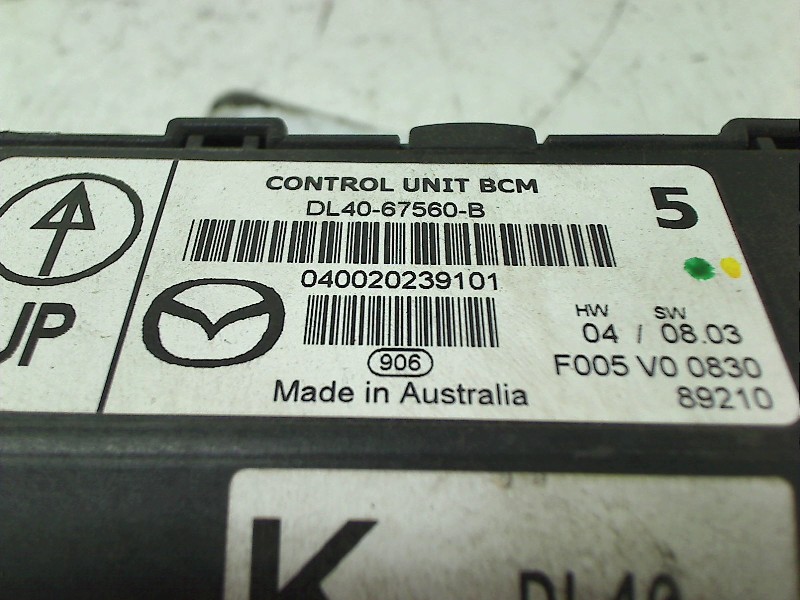 CONTROL UNIT BCM
DL40-67560-B
5
040020239101
HW SW
04 / 08.03
906
F005 V0 0830
Made in Australia
89210
UP
K
DL40